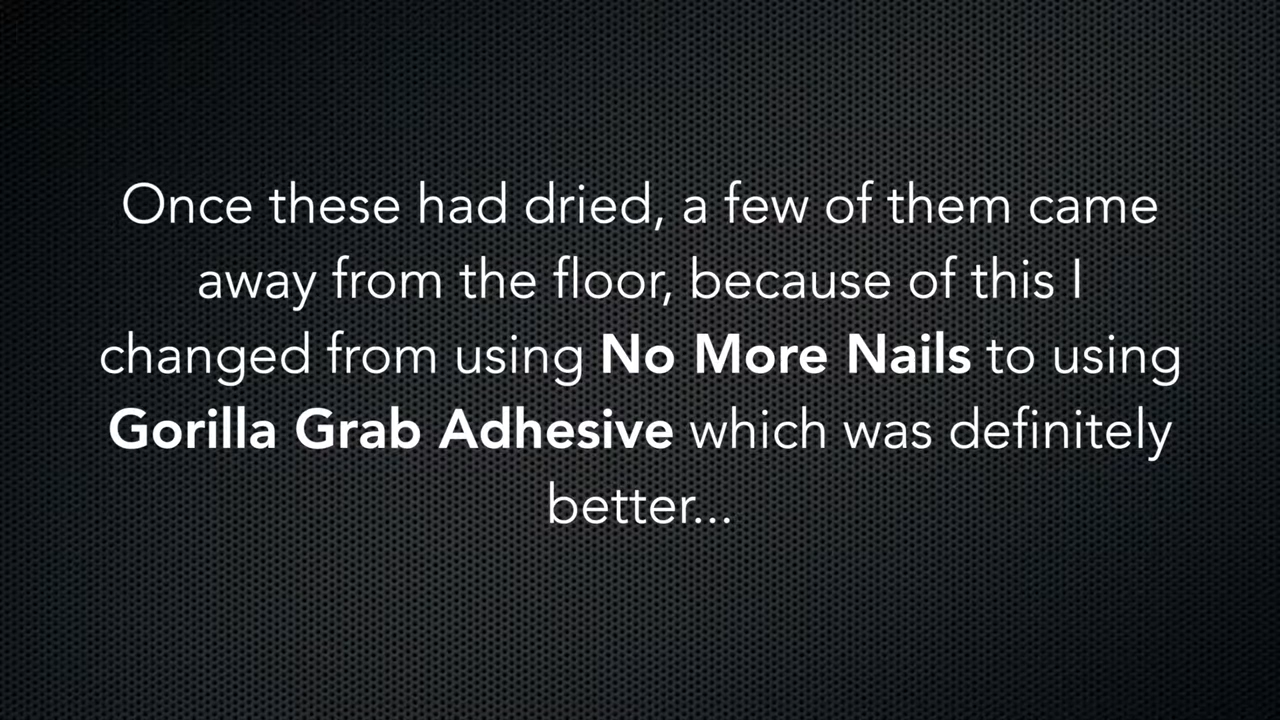 Once these had dried, a few of them came
away from the floor, because of this I
changed from using No More Nails to using
Gorilla Grab Adhesive which was definitely
better...